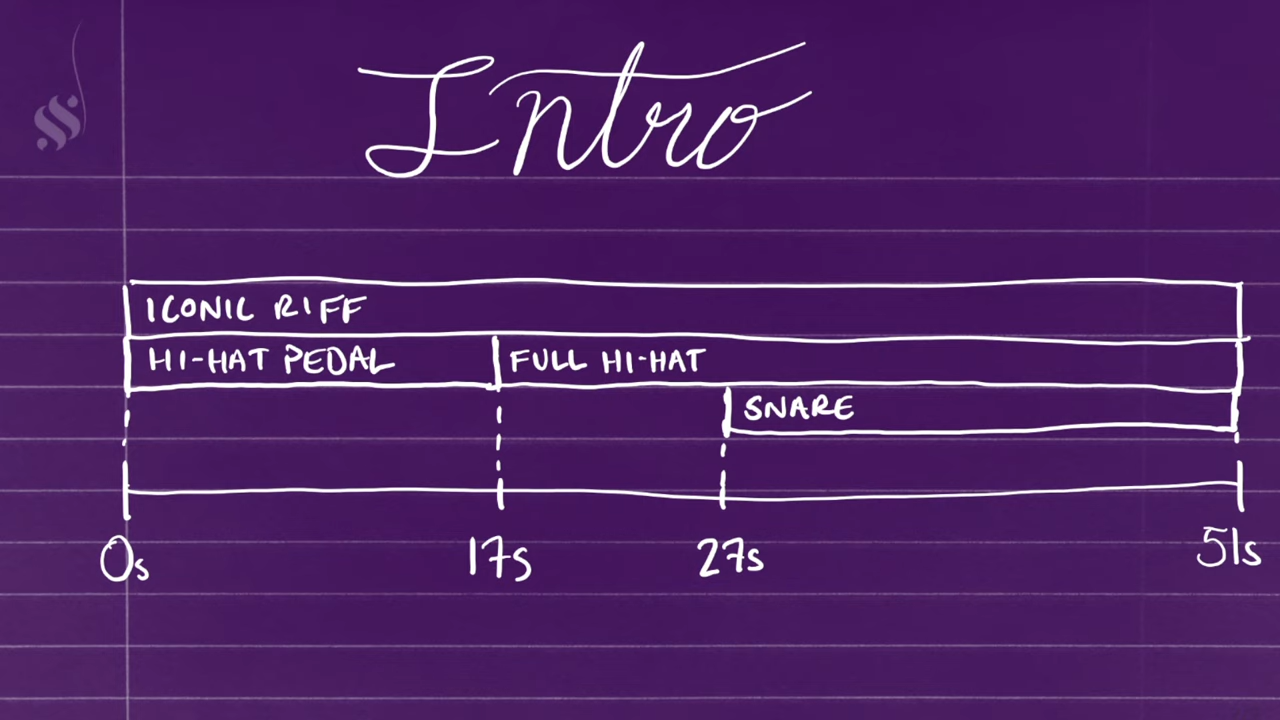 Intro
ICONIC RIFF
HI-HAT PEDAL FULL HI-HAT
SNARE
0s 17s 27s 51s